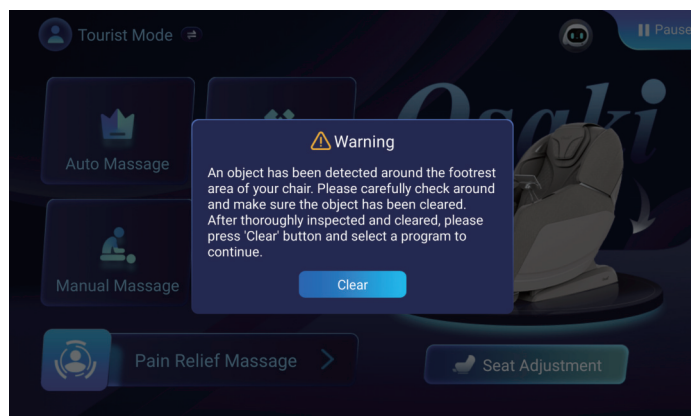 Tourist Mode
Pause
Osaki
Auto Massage
Warning
An object has been detected around the footrest
area of your chair. Please carefully check around
and make sure the object has been cleared.
After thoroughly inspected and cleared, please
press 'Clear' button and select a program to
continue.
Clear
Manual Massage
Pain Relief Massage
Seat Adjustment